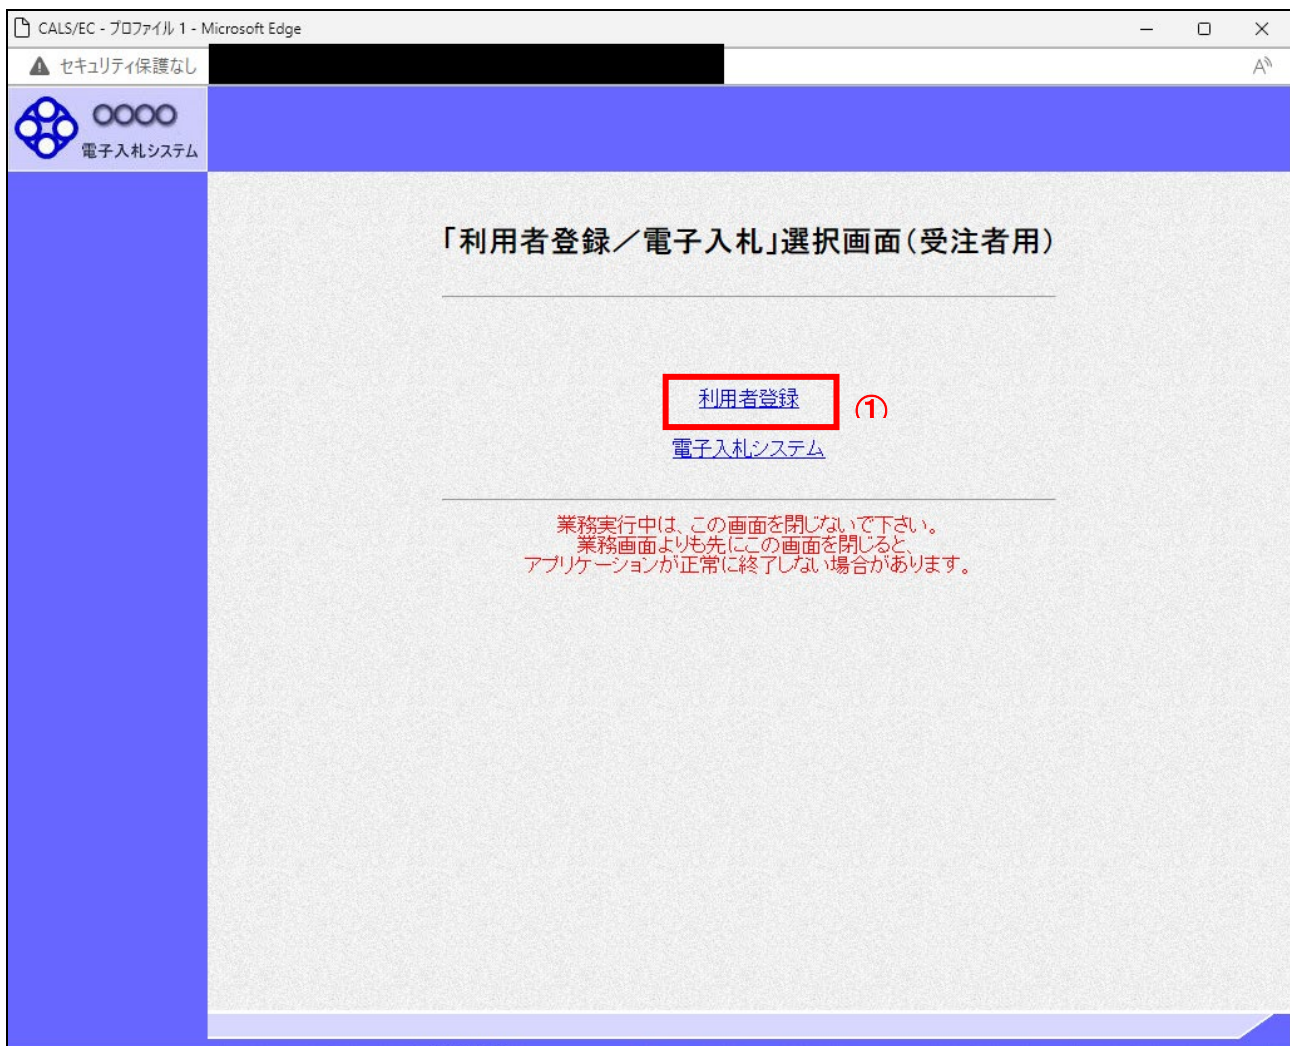 CALS/EC - プロファイル 1 - Microsoft Edge
セキュリティ保護なし
○○○○
電子入札システム
「利用者登録／電子入札」選択画面(受注者用)
利用者登録
①
電子入札システム
業務実行中は、この画面を閉じないで下さい。
業務画面よりも先にこの画面を閉じると、
アプリケーションが正常に終了しない場合があります。